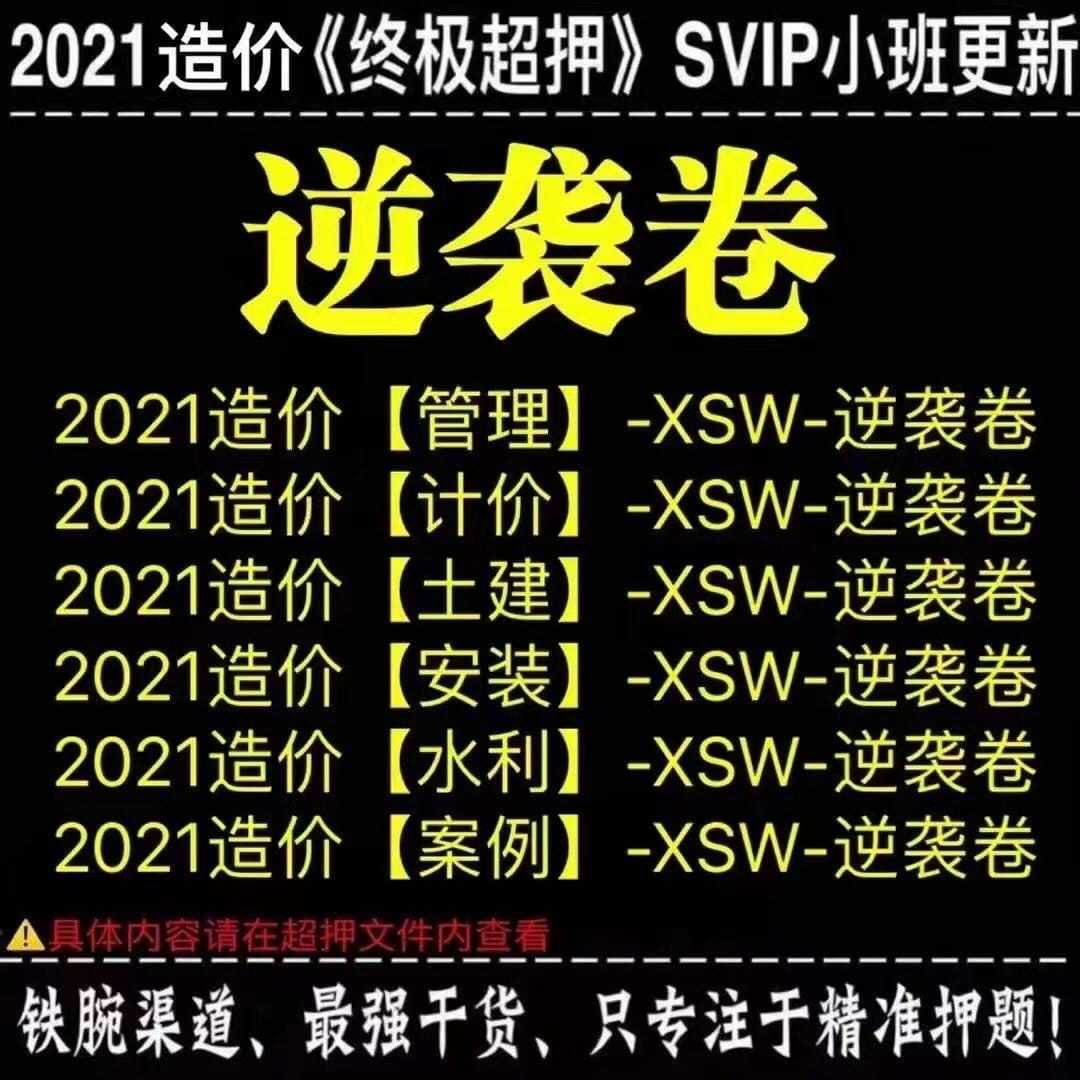 2021造价《终极超押》SVIP小班更新
逆袭卷
2021造价【管理】-XSW-逆袭卷
2021造价【计价】-XSW-逆袭卷
2021造价【土建】-XSW-逆袭卷
2021造价【安装】-XSW-逆袭卷
2021造价【水利】-XSW-逆袭卷
2021造价【案例】-XSW-逆袭卷
⚠具体内容请在超押文件内查看
铁腕渠道、最强干货、只专注于精准押题！